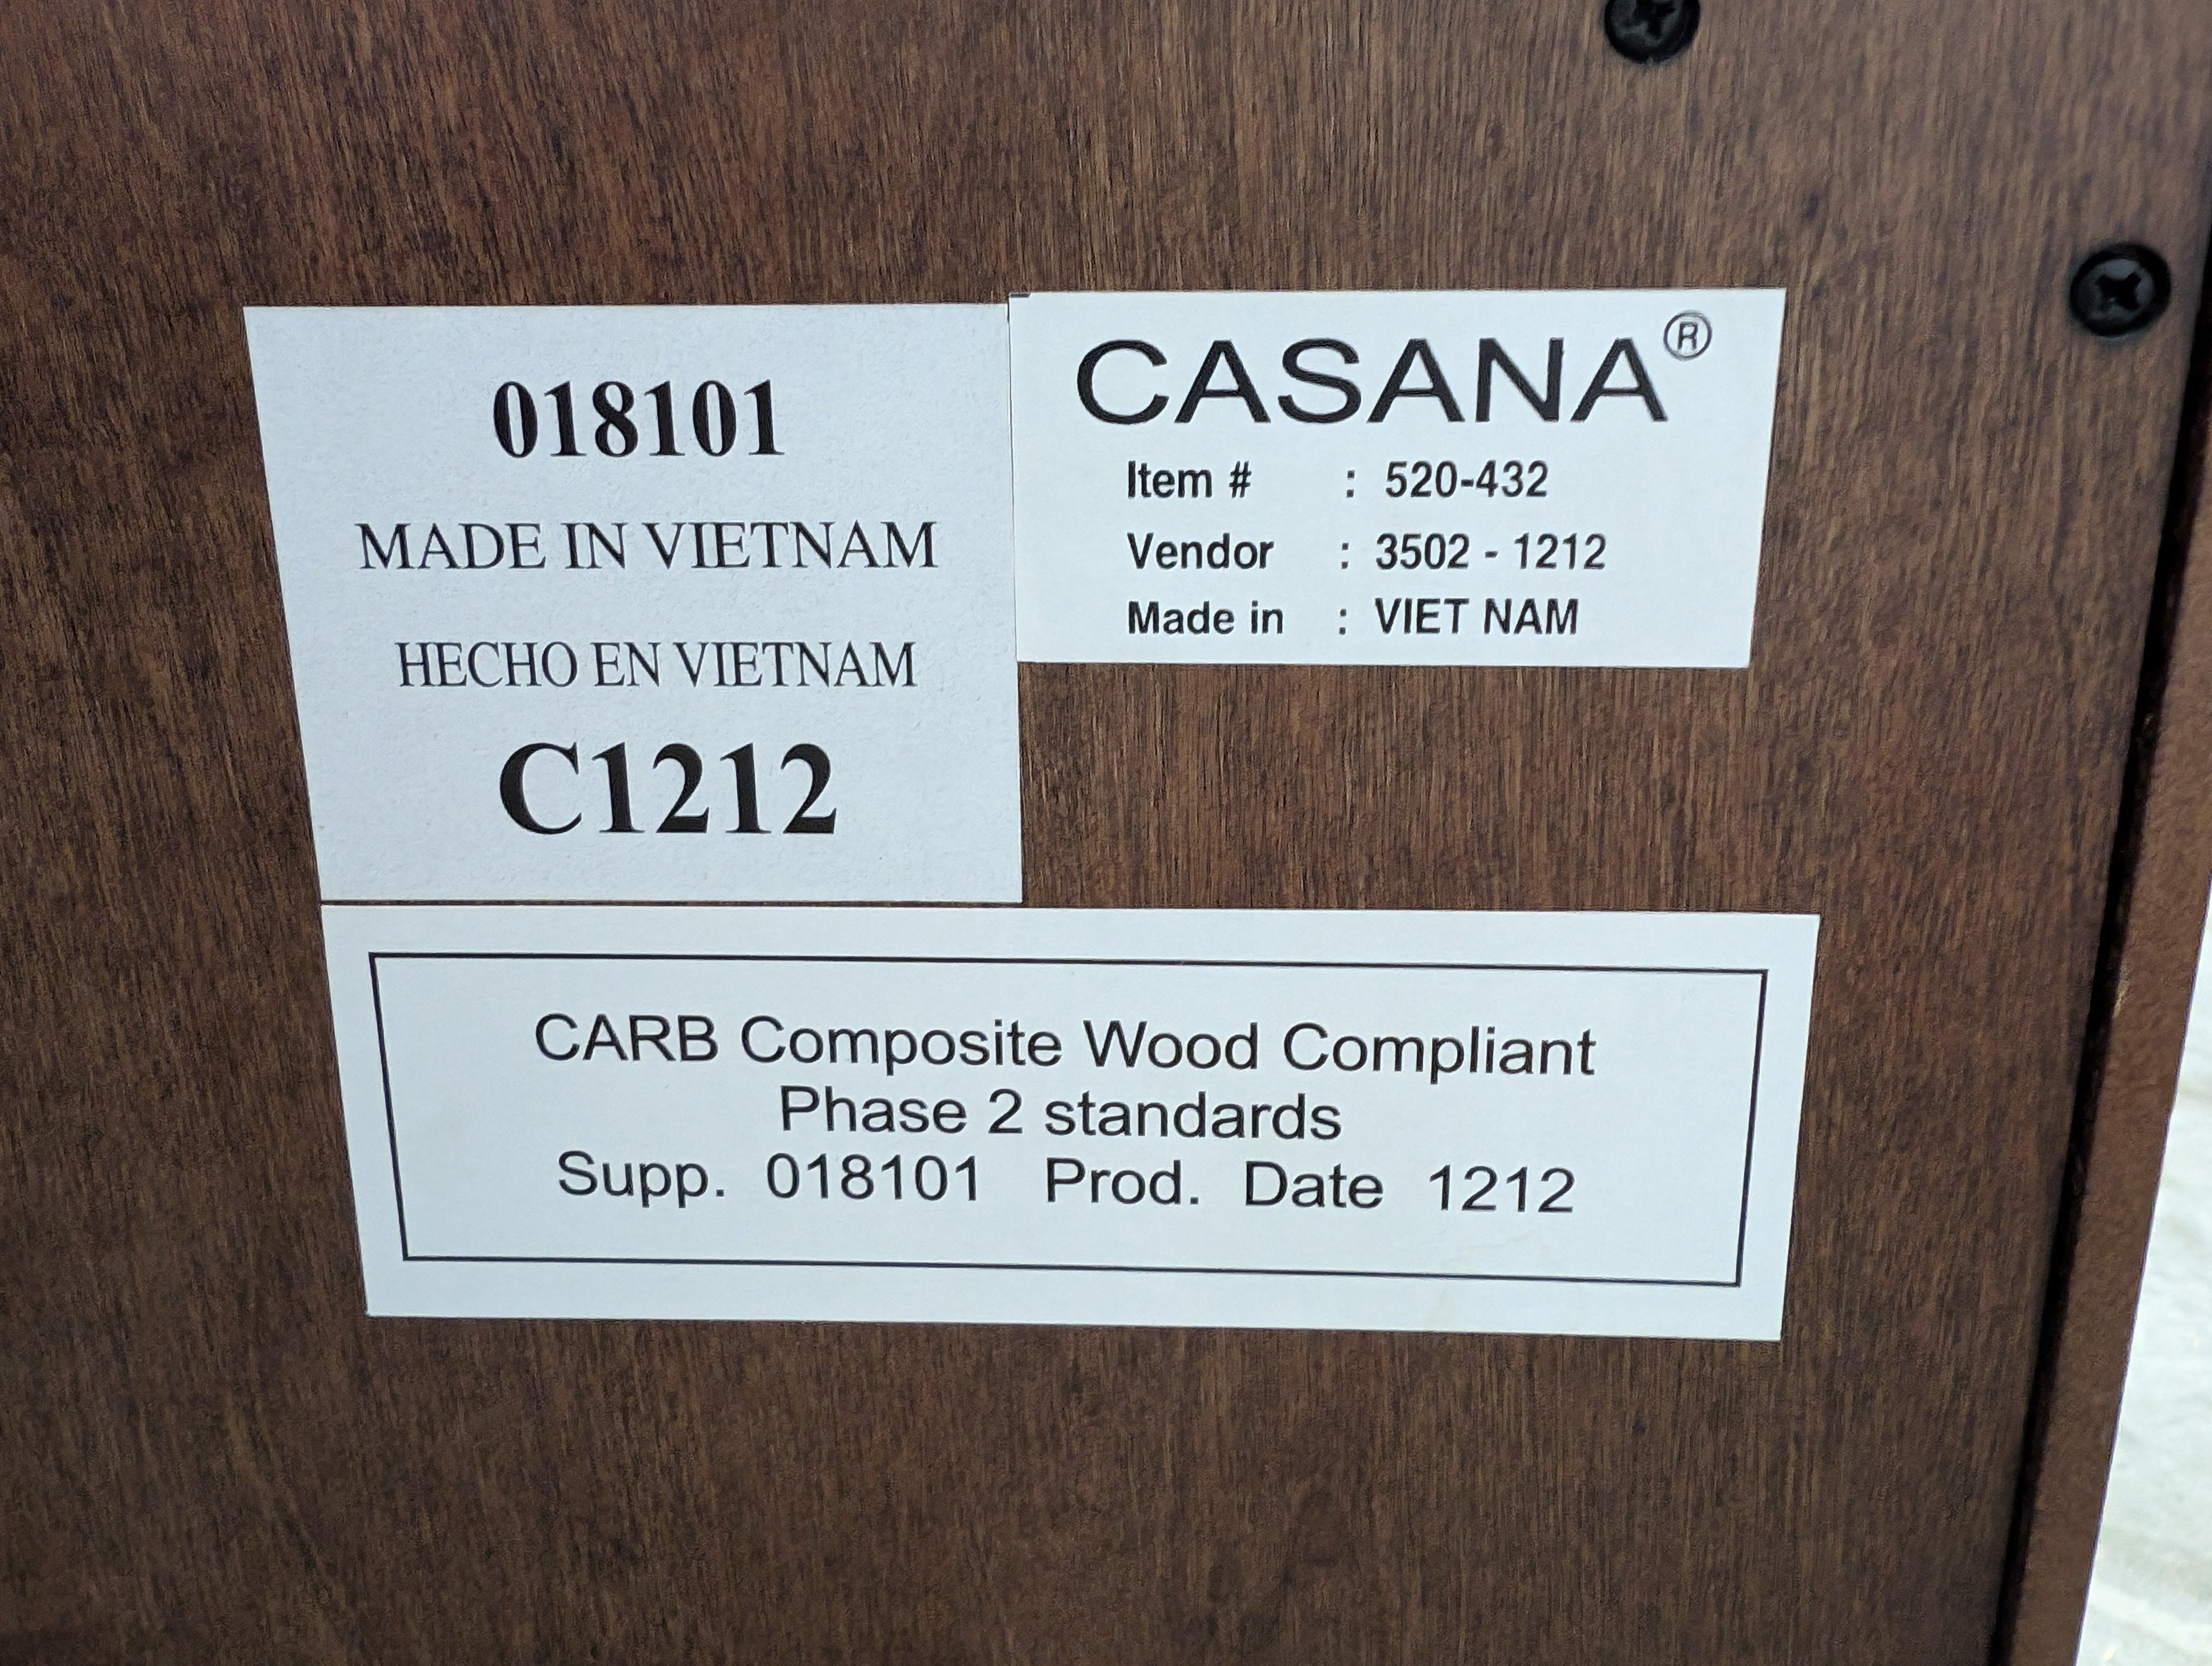 018101
MADE IN VIETNAM
HECHO EN VIETNAM
C1212
CASANA®
Item # : 520-432
Vendor : 3502 - 1212
Made in : VIET NAM
CARB Composite Wood Compliant
Phase 2 standards
Supp. 018101 Prod. Date 1212